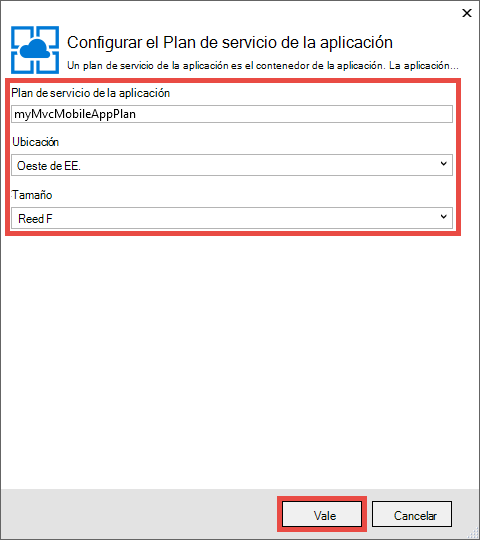 Configurar el Plan de servicio de la aplicación
Un plan de servicio de la aplicación es el contenedor de la aplicación. La aplicación...
Plan de servicio de la aplicación
myMvcMobileAppPlan
Ubicación
Oeste de EE.
Tamaño
Reed F
Vale
Cancelar